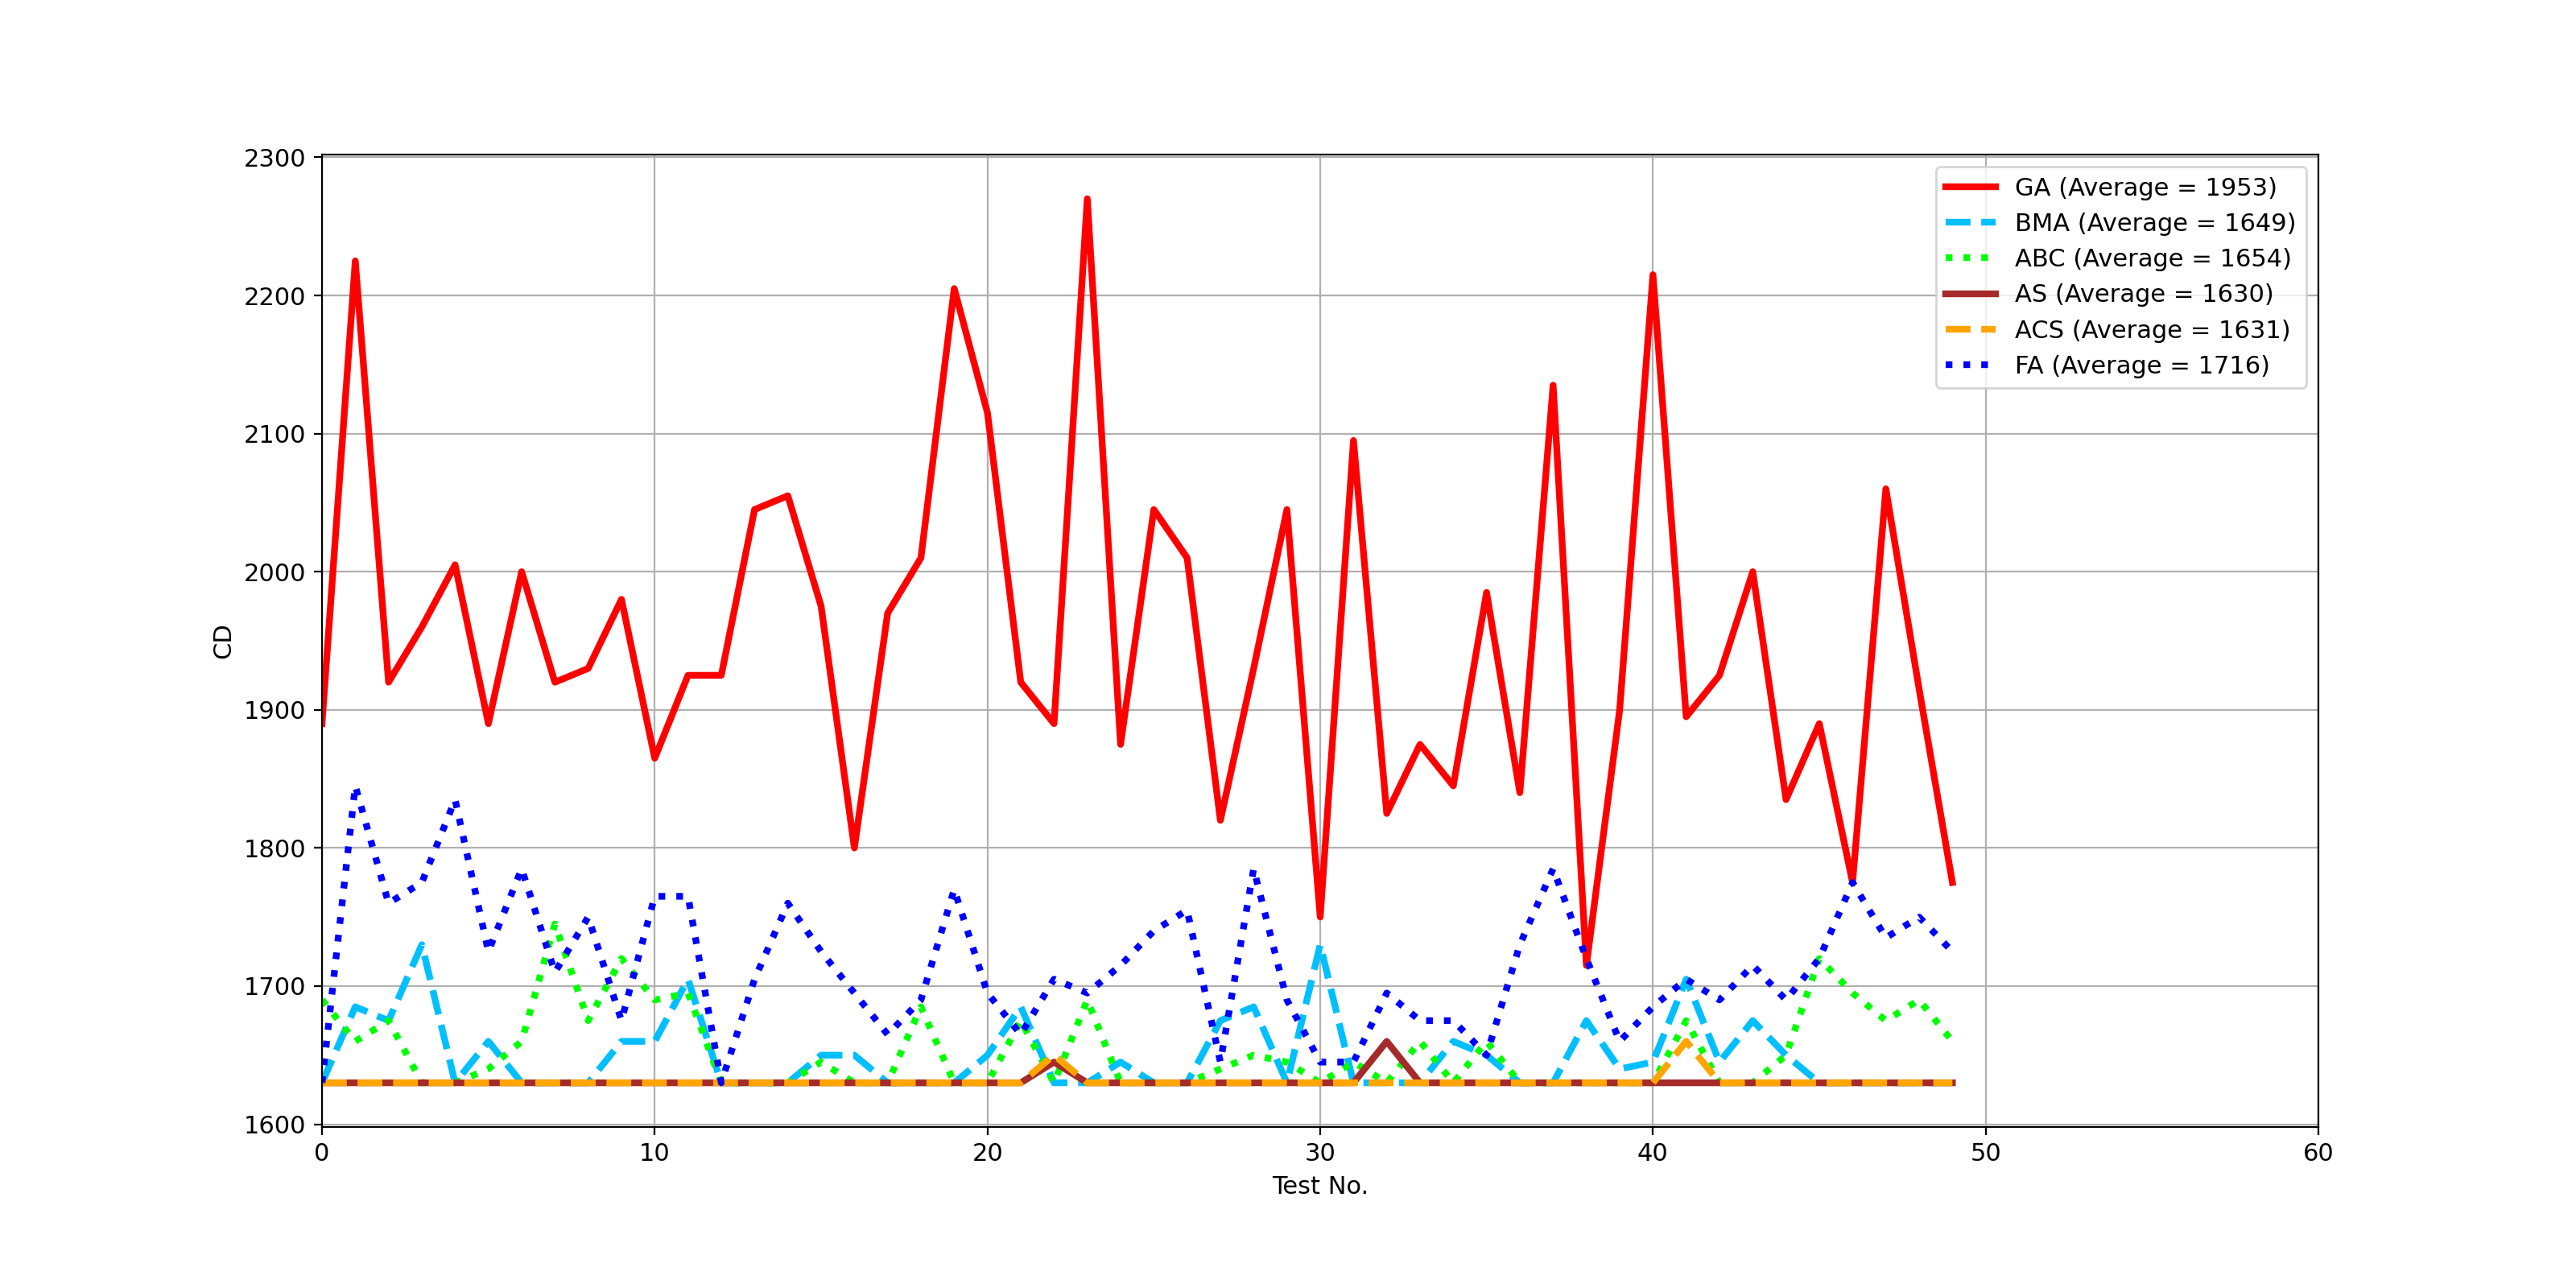 2300
2200
2100
2000
1900
1800
1700
1600
CD
0 10 20 30 40 50 60
Test No.
GA (Average = 1953)
BMA (Average = 1649)
ABC (Average = 1654)
AS (Average = 1630)
ACS (Average = 1631)
FA (Average = 1716)